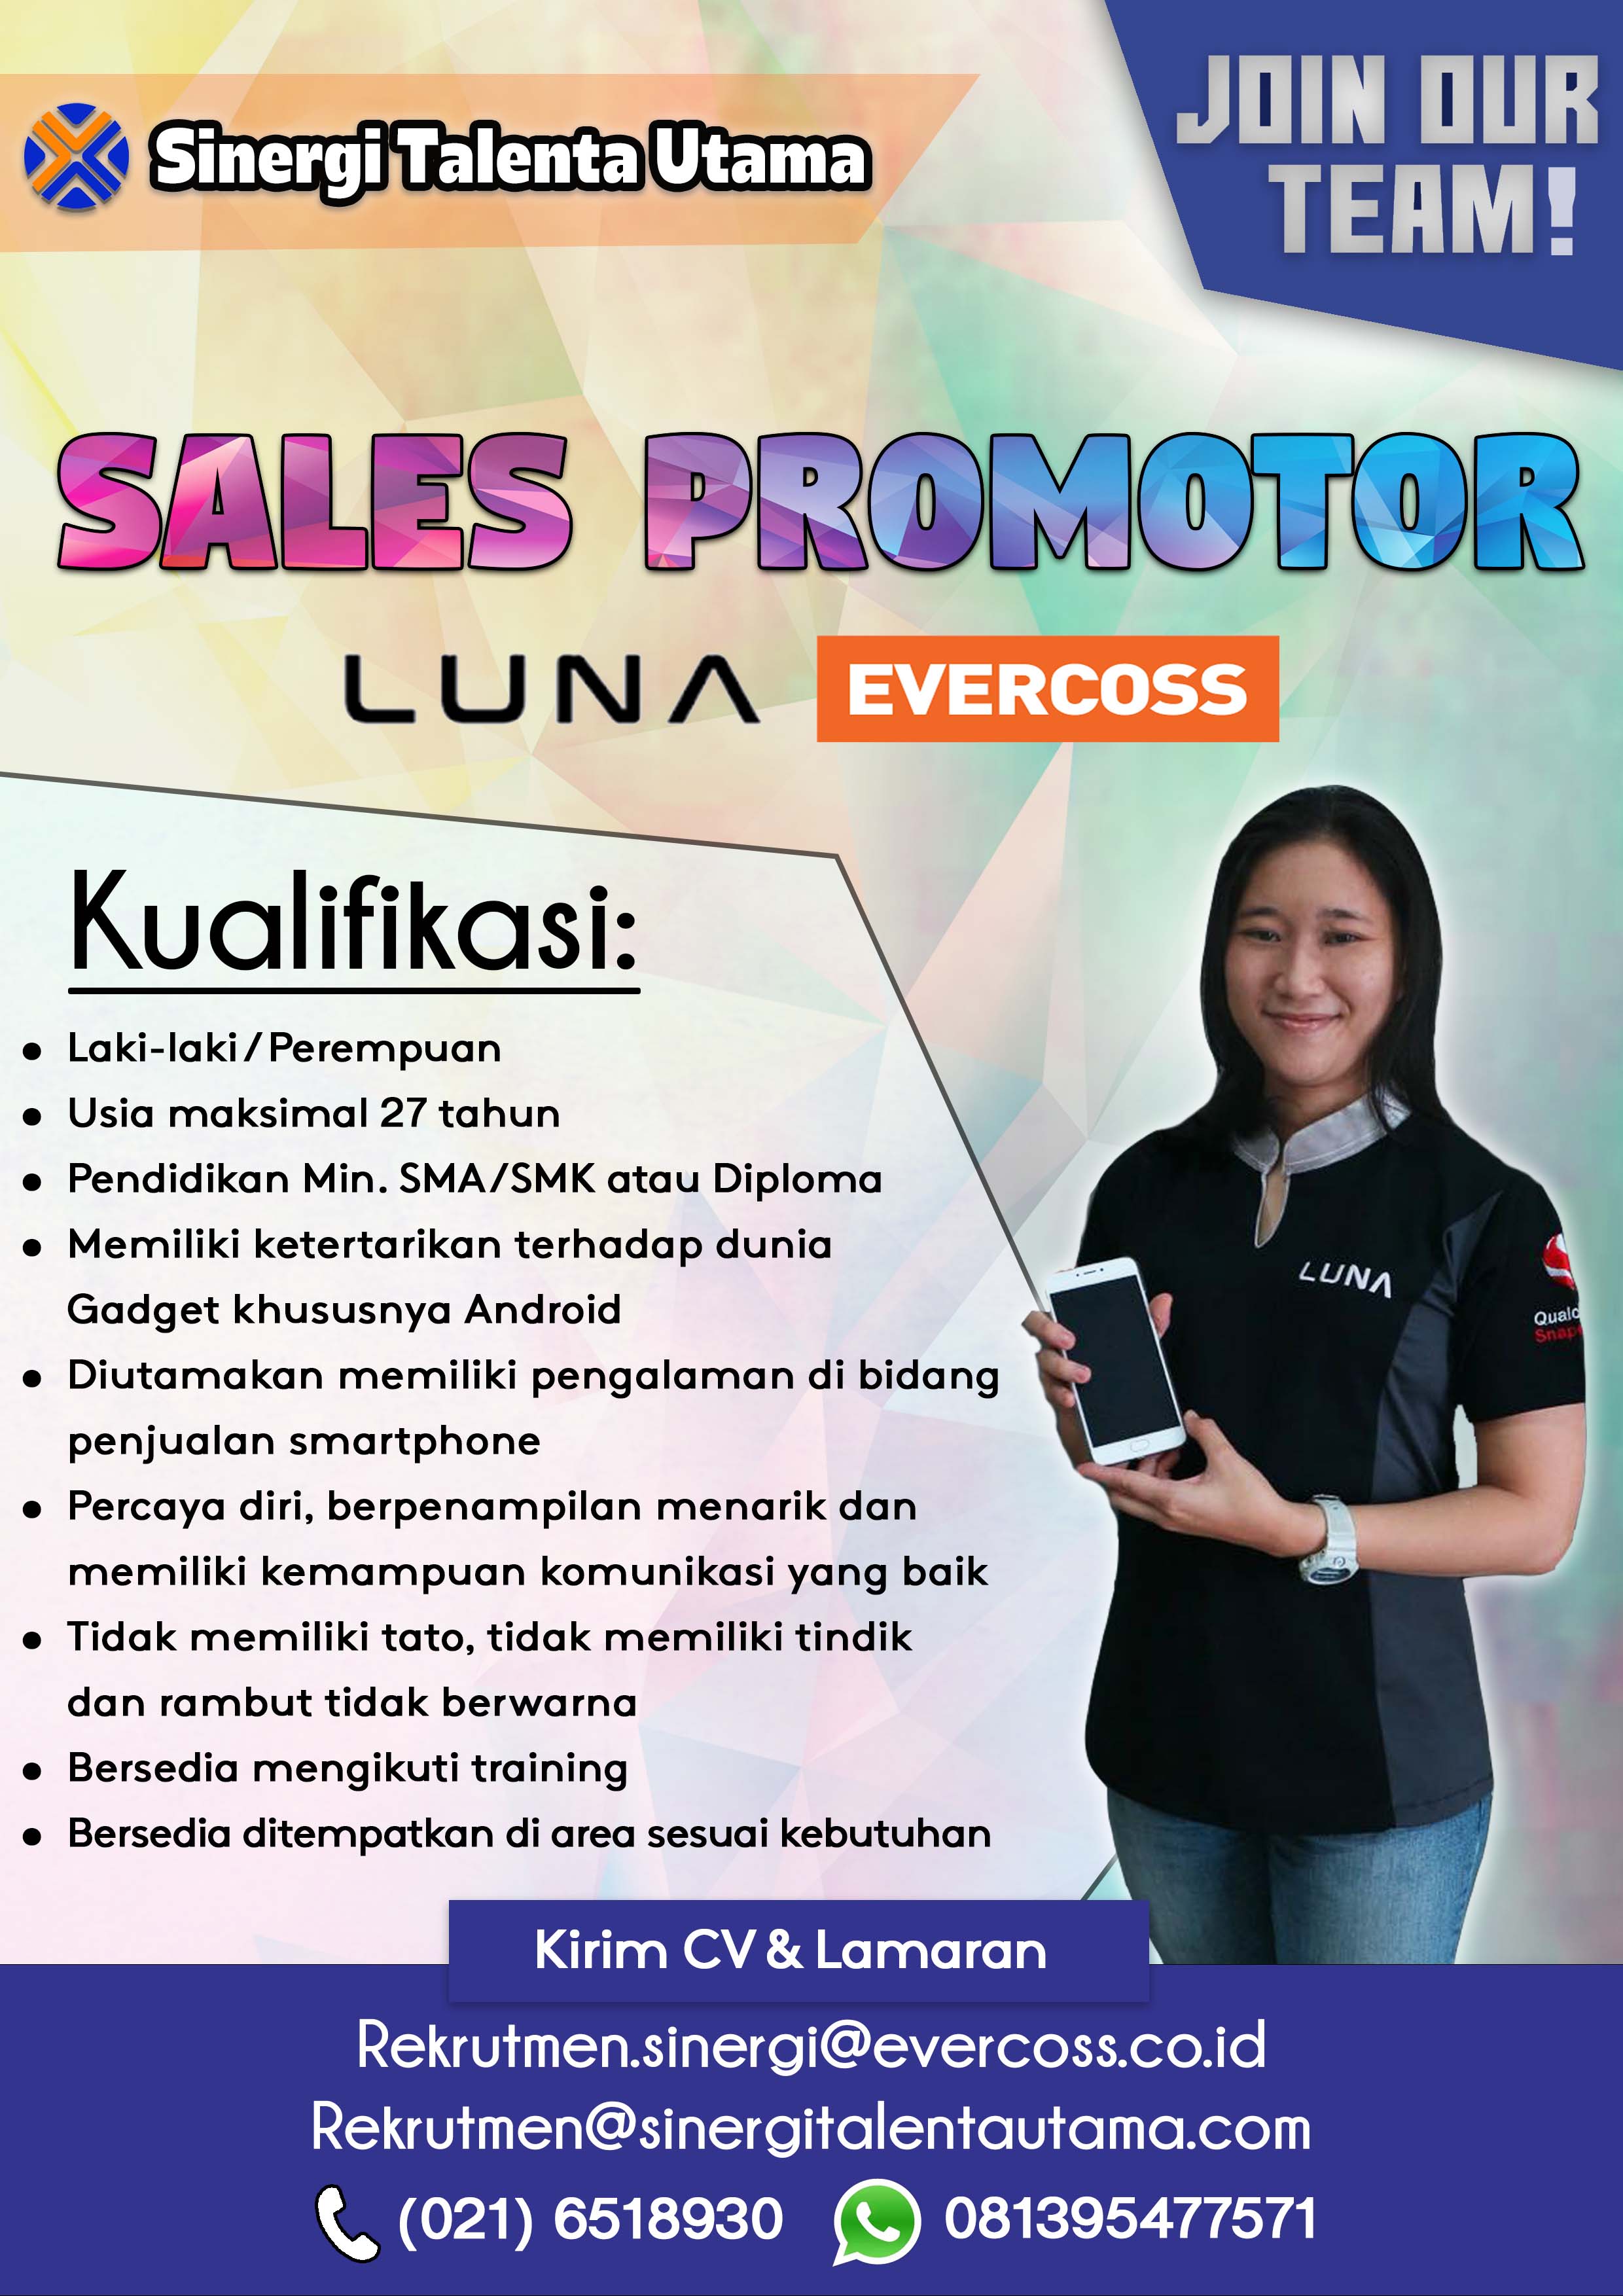 Sinergi Talenta Utama
JOIN OUR
TEAM!
SALES PROMOTOR
LUNA EVERCOSS
Kualifikasi:
• Laki-laki/Perempuan
• Usia maksimal 27 tahun
• Pendidikan Min. SMA/SMK atau Diploma
• Memiliki ketertarikan terhadap dunia
Gadget khususnya Android
• Diutamakan memiliki pengalaman di bidang
penjualan smartphone
• Percaya diri, berpenampilan menarik dan
memiliki kemampuan komunikasi yang baik
• Tidak memiliki tato, tidak memiliki tindik
dan rambut tidak berwarna
• Bersedia mengikuti training
• Bersedia ditempatkan di area sesuai kebutuhan
LUNA
Qualc
Snap
Kirim CV & Lamaran
Rekrutmen.sinergi@evercoss.co.id
Rekrutmen@sinergitalentautama.com
(021) 6518930 081395477571